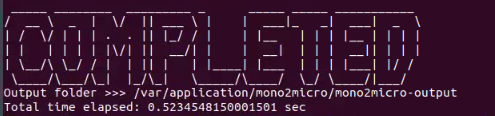 COMPLETED
Output folder >>> /var/application/mono2micro/mono2micro-output
Total time elapsed: 0.5234548150001501 sec